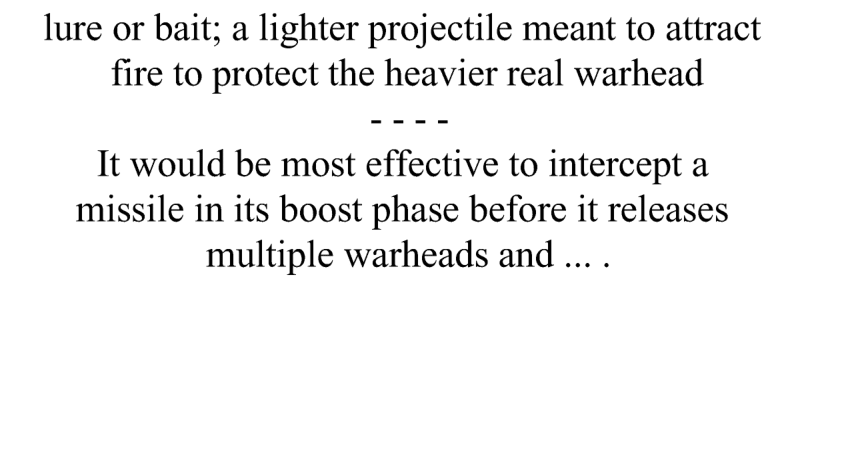 lure or bait; a lighter projectile meant to attract
fire to protect the heavier real warhead
- - - -
It would be most effective to intercept a
missile in its boost phase before it releases
multiple warheads and ... .